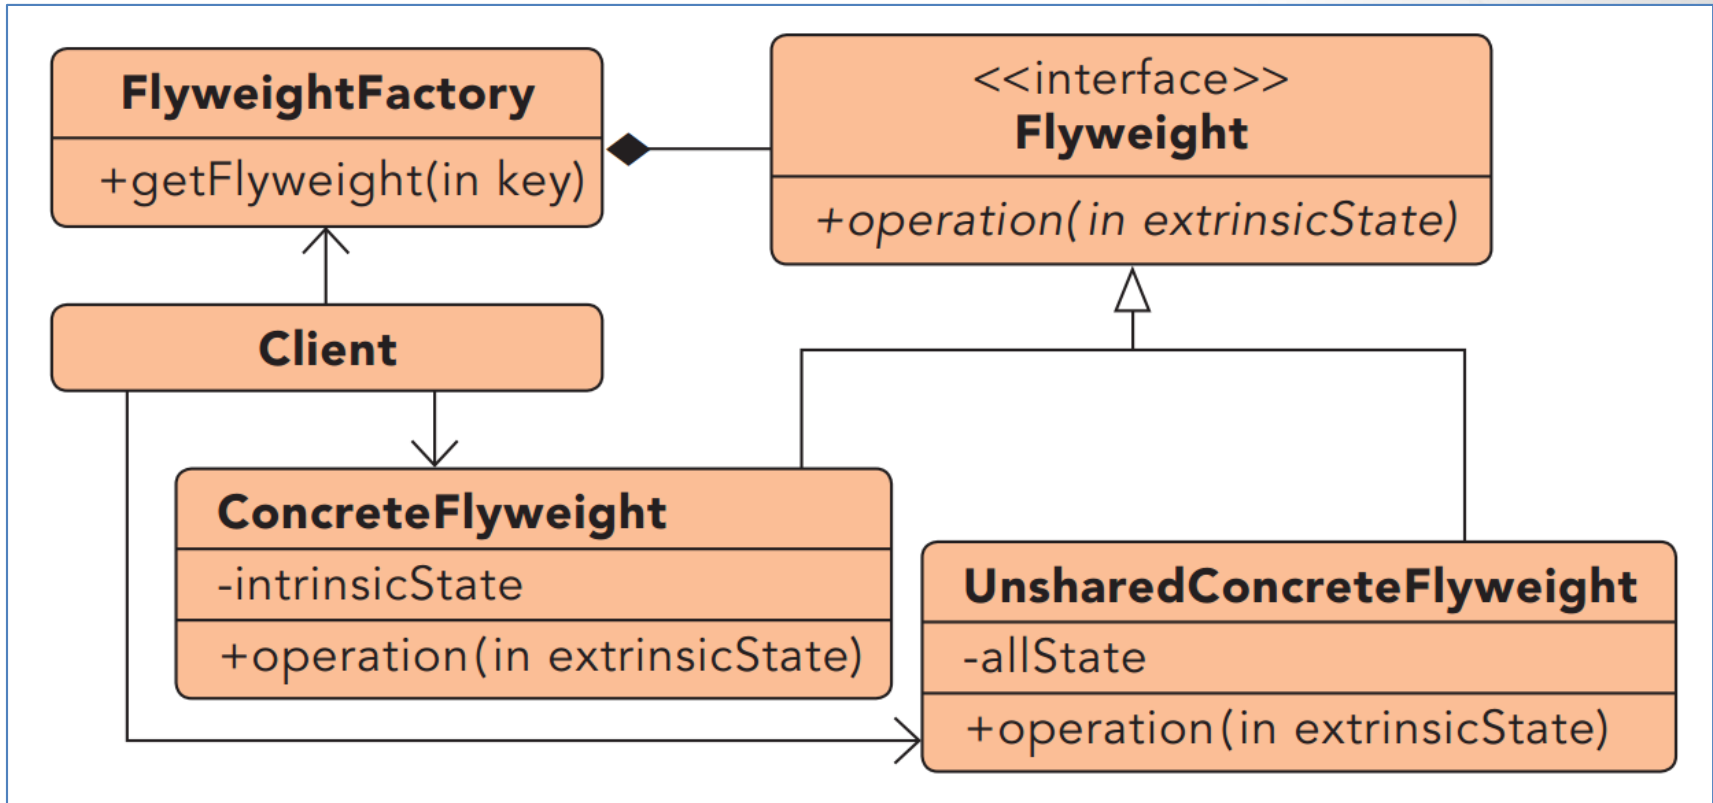 FlyweightFactory
+getFlyweight(in key)
<<interface>>
Flyweight
+operation(in extrinsicState)
Client
ConcreteFlyweight
-intrinsicState
+operation(in extrinsicState)
UnsharedConcreteFlyweight
-allState
+operation(in extrinsicState)